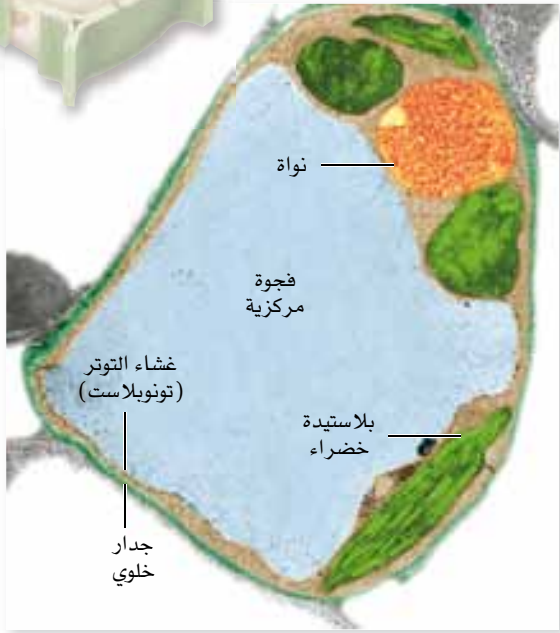 نواة
فجوة
مركزية
غشاء التوتر
(تونوبلاست)
بلاستيدة
خضراء
جدار
خلوي